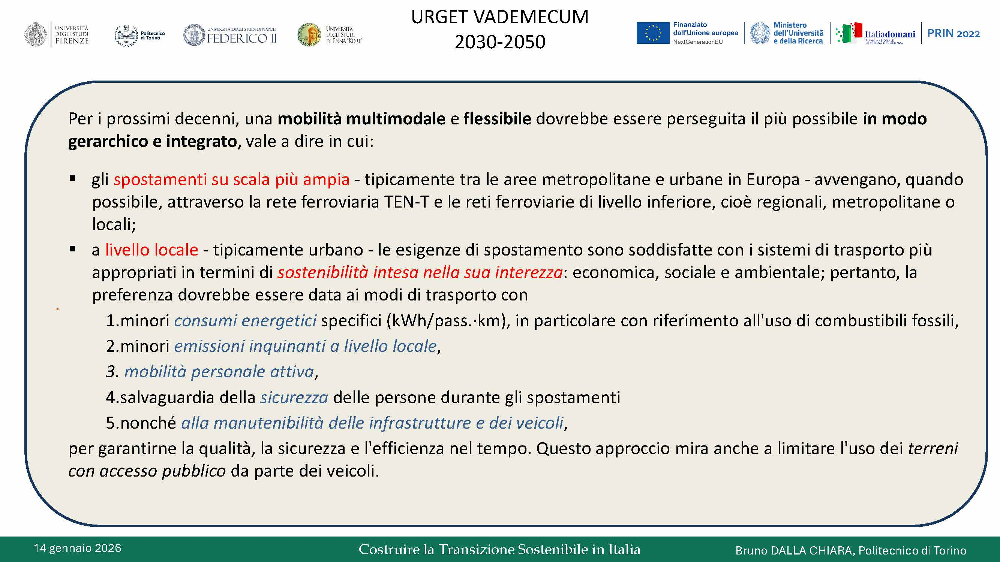 URGET VADEMECUM
2030-2050
UNIVERSITÀ
DEGLI STUDI
FIRENZE
Politecnico
di Torino
1859
UNIVERSITÀ DEGLI STUDI DI NAPOLI
FEDERICO II
UNIVERSITÀ
DEGLI STUDI
DI ENNA "KORE"
Finanziato
dall'Unione europea
NextGenerationEU
Ministero
dell'Università
e della Ricerca
Italiadomani
PIANO NAZIONALE
DI RIPRESA E RESILIENZA
PRIN 2022
Per i prossimi decenni, una mobilità multimodale e flessibile dovrebbe essere perseguita il più possibile in modo
gerarchico e integrato, vale a dire in cui:
▪ gli spostamenti su scala più ampia - tipicamente tra le aree metropolitane e urbane in Europa - avvengano, quando
possibile, attraverso la rete ferroviaria TEN-T e le reti ferroviarie di livello inferiore, cioè regionali, metropolitane o
locali;
▪ a livello locale - tipicamente urbano - le esigenze di spostamento sono soddisfatte con i sistemi di trasporto più
appropriati in termini di sostenibilità intesa nella sua interezza: economica, sociale e ambientale; pertanto, la
preferenza dovrebbe essere data ai modi di trasporto con
1.minori consumi energetici specifici (kWh/pass.·km), in particolare con riferimento all'uso di combustibili fossili,
2.minori emissioni inquinanti a livello locale,
3. mobilità personale attiva,
4.salvaguardia della sicurezza delle persone durante gli spostamenti
5.nonché alla manutenibilità delle infrastrutture e dei veicoli,
per garantirne la qualità, la sicurezza e l'efficienza nel tempo. Questo approccio mira anche a limitare l'uso dei terreni
con accesso pubblico da parte dei veicoli.
14 gennaio 2026
Costruire la Transizione Sostenibile in Italia
Bruno DALLA CHIARA, Politecnico di Torino